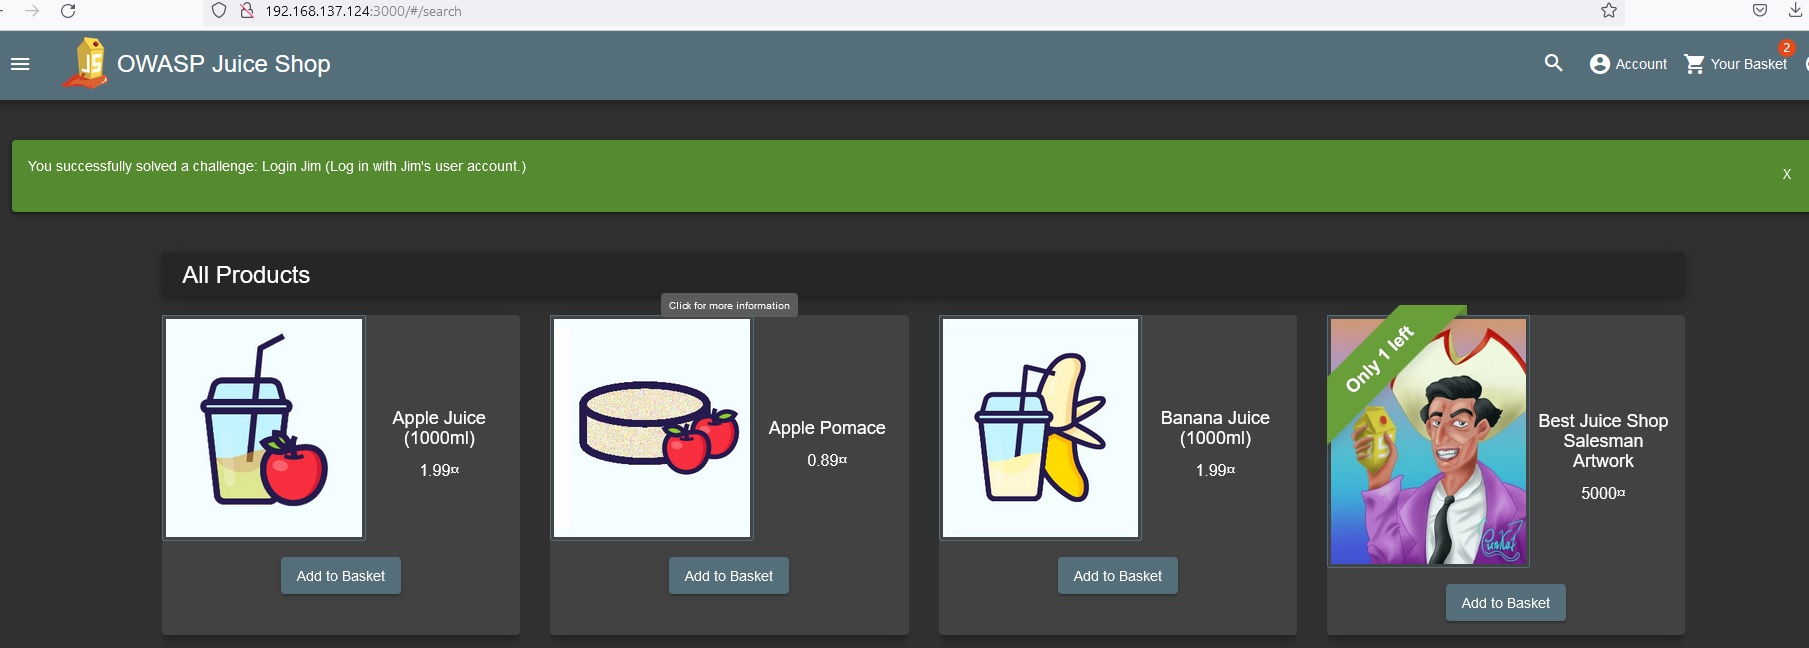 192.168.137.124:3000/#/search
JS
OWASP Juice Shop
Account
Your Basket
2
You successfully solved a challenge: Login Jim (Log in with Jim's user account.)
X
All Products
Click for more information
Apple Juice
(1000ml)
1.99¤
Add to Basket
Apple Pomace
0.89¤
Add to Basket
Banana Juice
(1000ml)
1.99¤
Add to Basket
Only 1 left
Best Juice Shop
Salesman
Artwork
5000¤
Add to Basket